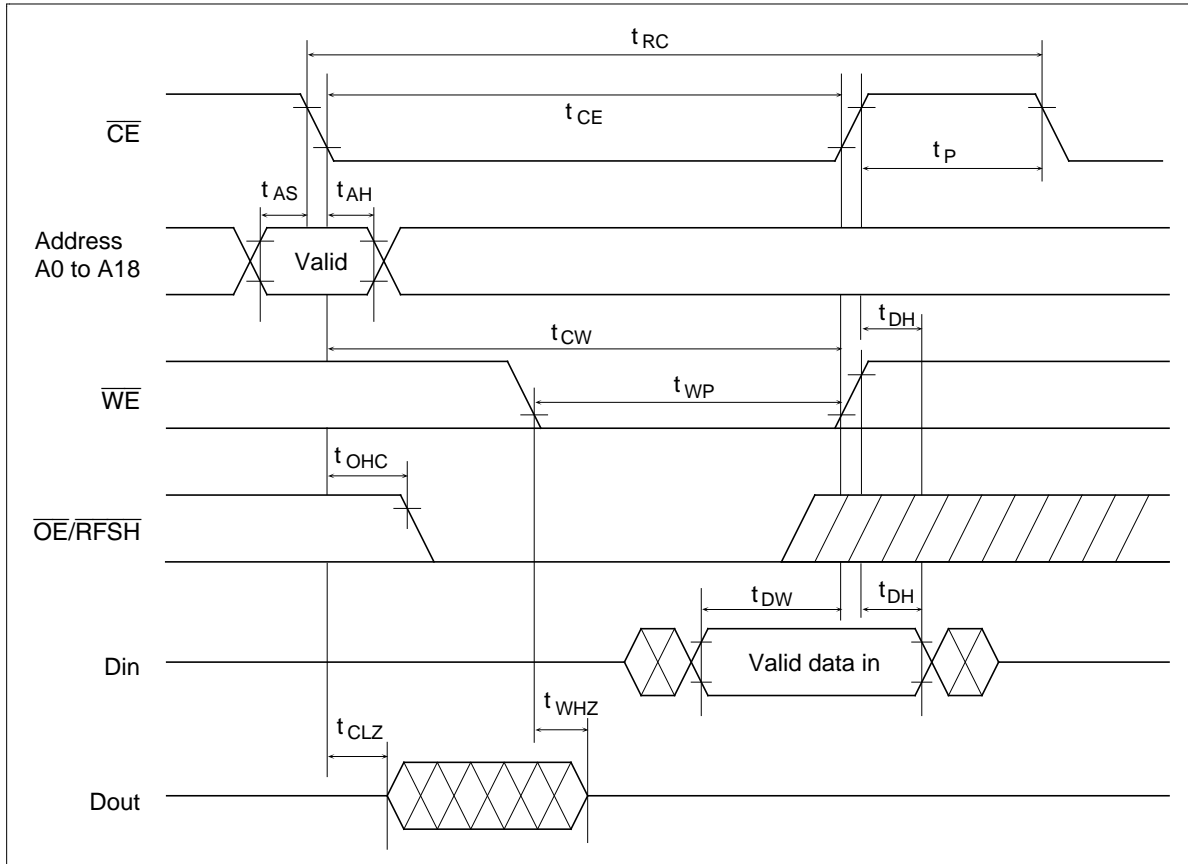 t RC
CE
t CE
t P
t AS
t AH
Address
A0 to A18
Valid
t DH
t CW
WE
t WP
t OHC
OE/RFSH
t DW
t DH
Din
Valid data in
t WHZ
t CLZ
Dout